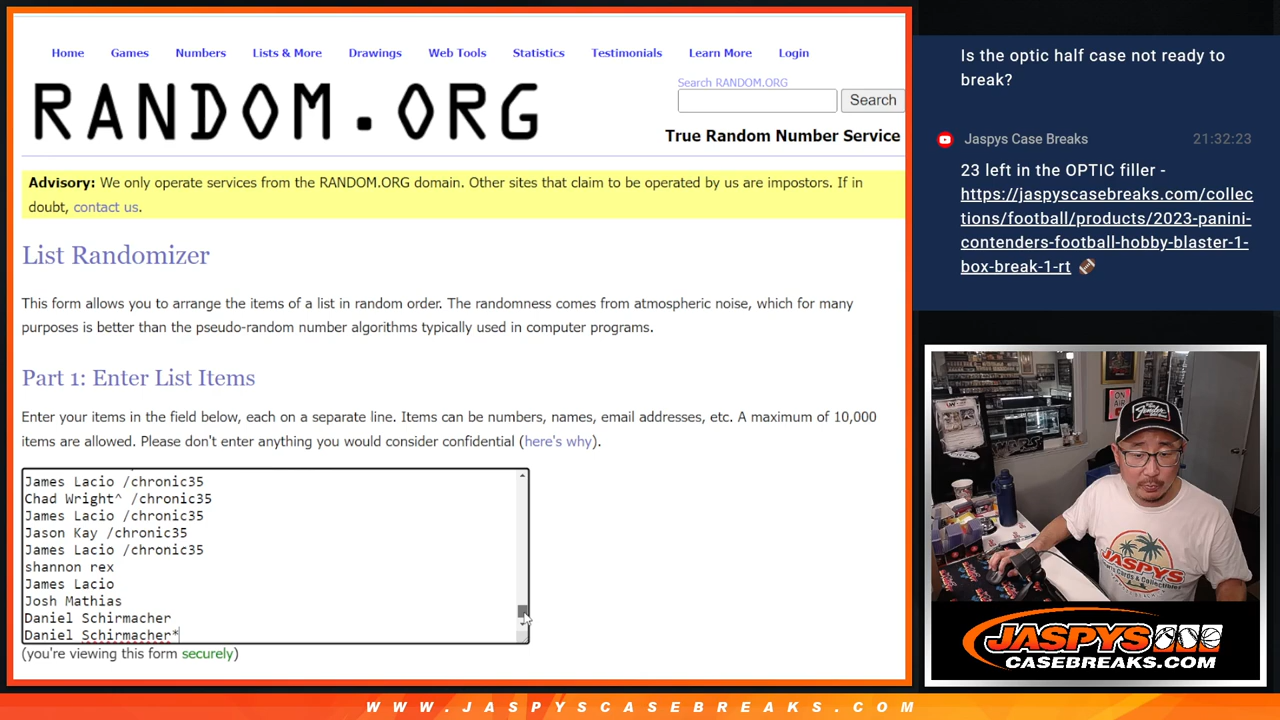 Home Games Numbers Lists & More Drawings Web Tools Statistics Testimonials Learn More Login
RANDOM.ORG
Search RANDOM.ORG
Search
True Random Number Service
Advisory: We only operate services from the RANDOM.ORG domain. Other sites that claim to be operated by us are impostors. If in
doubt, contact us.
List Randomizer
This form allows you to arrange the items of a list in random order. The randomness comes from atmospheric noise, which for many
purposes is better than the pseudo-random number algorithms typically used in computer programs.
Part 1: Enter List Items
Enter your items in the field below, each on a separate line. Items can be numbers, names, email addresses, etc. A maximum of 10,000
items are allowed. Please don't enter anything you would consider confidential (here's why).
James Lacio /chronic35
Chad Wright^ /chronic35
James Lacio /chronic35
Jason Kay /chronic35
James Lacio /chronic35
shannon rex
James Lacio
Josh Mathias
Daniel Schirmacher
Daniel Schirmacher*
(you're viewing this form securely)
Is the optic half case not ready to
break?
Jaspys Case Breaks 21:32:23
23 left in the OPTIC filler -
https://jaspyscasebreaks.com/collec
tions/football/products/2023-panini-
contenders-football-hobby-blaster-1-
box-break-1-rt 🏈
ON AIR
Fender
JASPYS
JASPYS
CASEBREAKS.COM
WWW.JASPYSCASEBREAKS.COM